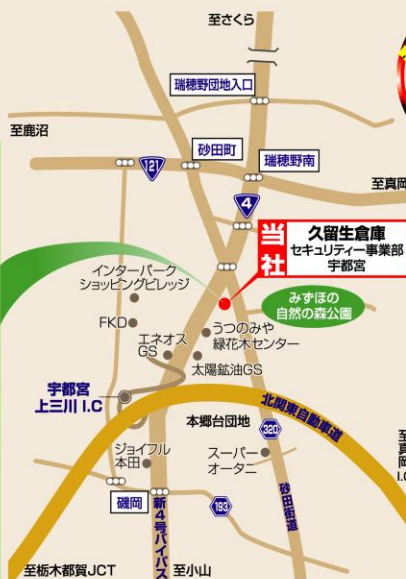 至さくら
瑞穂野団地入口
至鹿沼
砂田町
121
瑞穂野南
至真岡
4
当社
久留生倉庫
セキュリティー事業部
宇都宮
インターパーク
ショッピングビレッジ
みずほの
自然の森公園
FKD
エネオス
GS
うつのみや
緑花木センター
太陽鉱油GS
宇都宮
上三川 I.C
北関東自動車道
本郷台団地
320
至真岡I.C
ジョイフル
本田
スーパー
オータニ
砂田街道
磯岡
193
新4号バイパス
至栃木都賀JCT
至小山